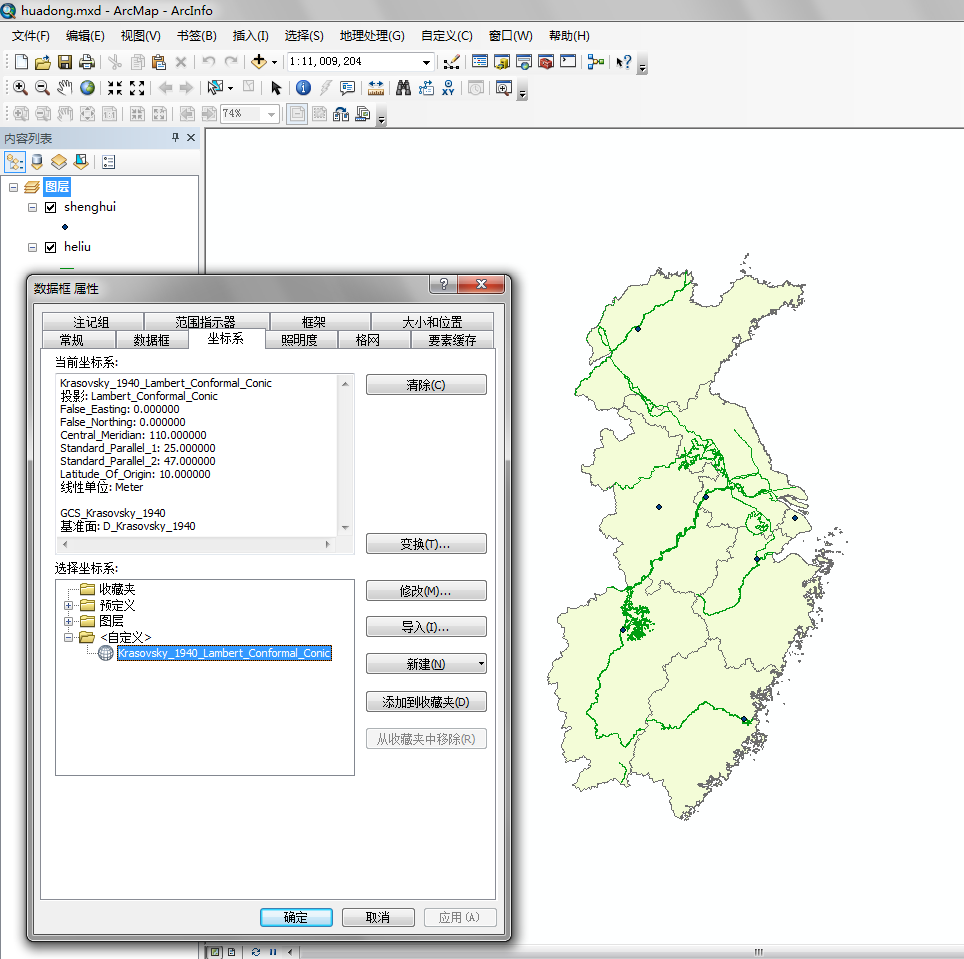 huadong.mxd - ArcMap - ArcInfo
文件(F) 编辑(E) 视图(V) 书签(B) 插入(I) 选择(S) 地理处理(G) 自定义(C) 窗口(W) 帮助(H)
1:11,009,204
74%
内容列表
图层
shenghui
heliu
数据框 属性
注记组 范围指示器 框架 大小和位置
常规 数据框 坐标系 照明度 格网 要素缓存
当前坐标系:
Krasovsky_1940_Lambert_Conformal_Conic
投影: Lambert_Conformal_Conic
False_Easting: 0.000000
False_Northing: 0.000000
Central_Meridian: 110.000000
Standard_Parallel_1: 25.000000
Standard_Parallel_2: 47.000000
Latitude_Of_Origin: 10.000000
线性单位: Meter
GCS_Krasovsky_1940
基准面: D_Krasovsky_1940
清除(C)
变换(T)...
选择坐标系:
收藏夹
预定义
图层
<自定义>
Krasovsky_1940_Lambert_Conformal_Conic
修改(M)...
导入(I)...
新建(N)
添加到收藏夹(D)
从收藏夹中移除(R)
确定 取消 应用(A)